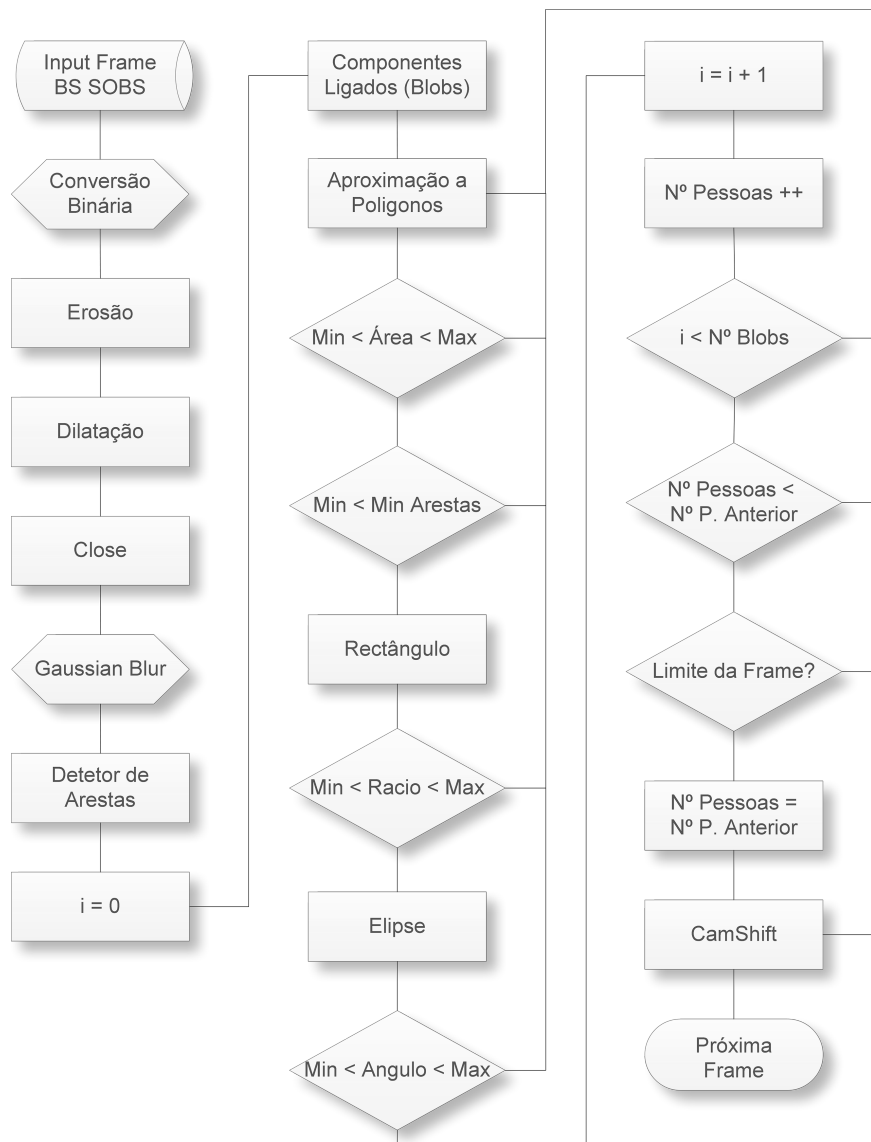 Input Frame
BS SOBS
Conversão
Binária
Erosão
Dilatação
Close
Gaussian Blur
Detetor de
Arestas
i = 0
Componentes
Ligados (Blobs)
Aproximação a
Poligonos
Min < Área < Max
Min < Min Arestas
Rectângulo
Min < Racio < Max
Elipse
Min < Angulo < Max
i = i + 1
Nº Pessoas ++
i < Nº Blobs
Nº Pessoas <
Nº P. Anterior
Limite da Frame?
Nº Pessoas =
Nº P. Anterior
CamShift
Próxima
Frame